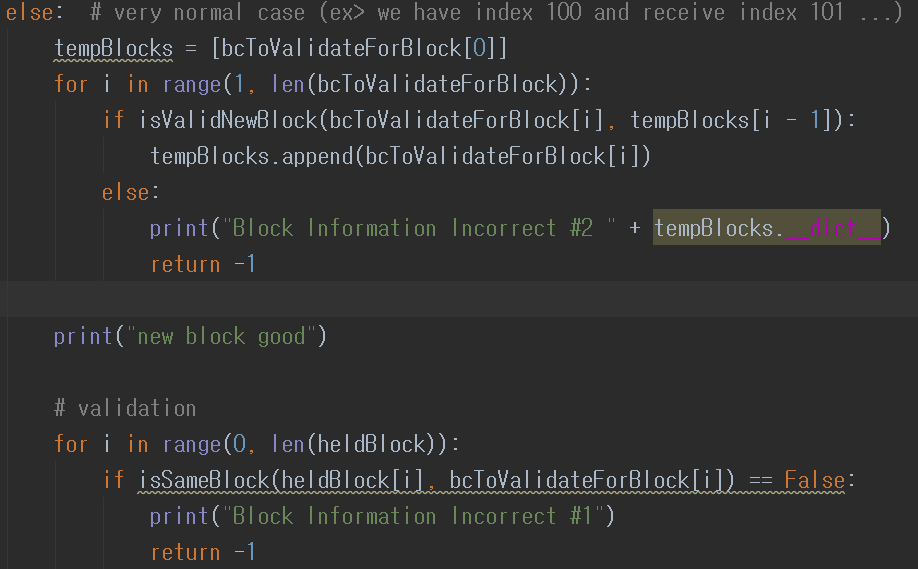 else:  # very normal case (ex> we have index 100 and receive index 101 ...)
tempBlocks = [bcToValidateForBlock[0]]
for i in range(1, len(bcToValidateForBlock)):
if isValidNewBlock(bcToValidateForBlock[i], tempBlocks[i - 1]):
tempBlocks.append(bcToValidateForBlock[i])
else:
print("Block Information Incorrect #2 " + tempBlocks.__dict__)
return -1
print("new block good")
# validation
for i in range(0, len(heldBlock)):
if isSameBlock(heldBlock[i], bcToValidateForBlock[i]) == False:
print("Block Information Incorrect #1")
return -1